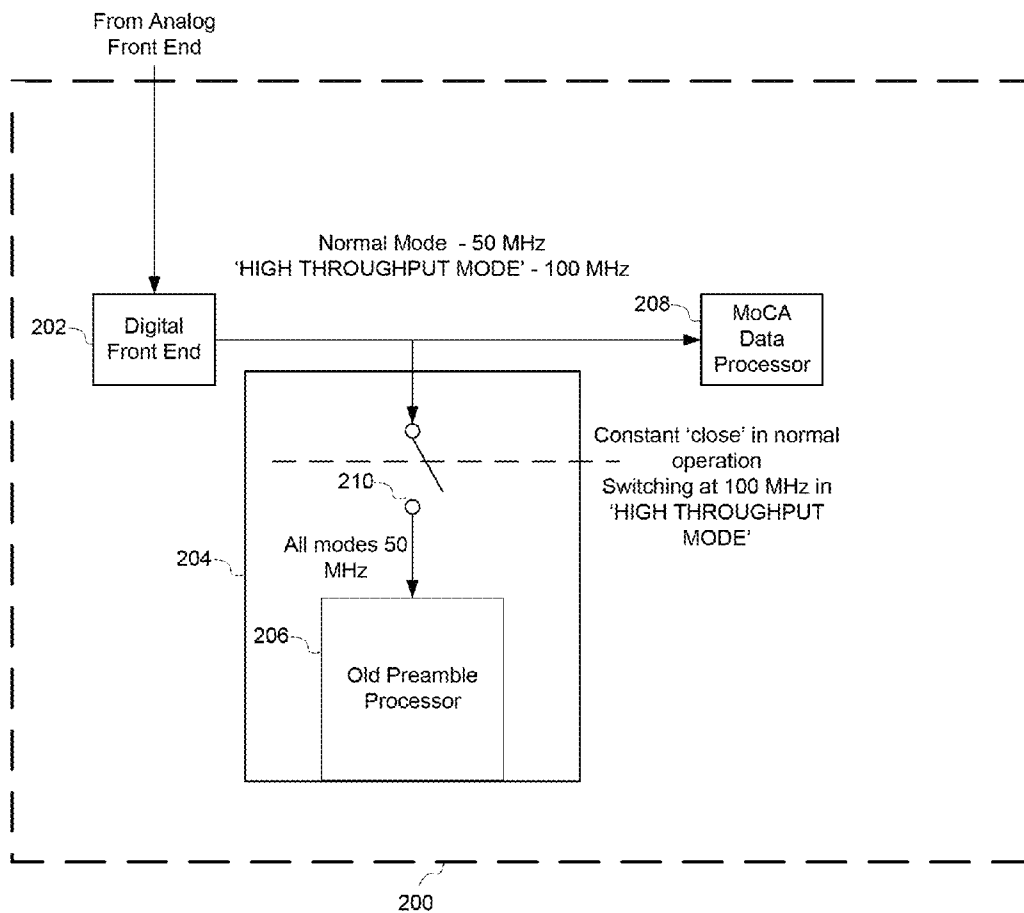 From Analog
Front End
Normal Mode - 50 MHz
'HIGH THROUGHPUT MODE' - 100 MHz
202
Digital
Front End
208
MoCA
Data
Processor
Constant 'close' in normal
operation
Switching at 100 MHz in
'HIGH THROUGHPUT
MODE'
210
All modes 50
MHz
204
206
Old Preamble
Processor
200